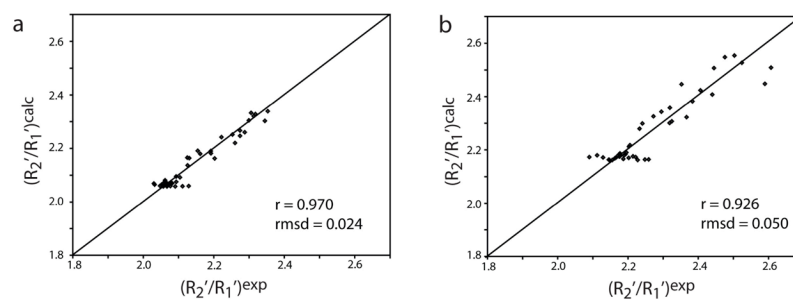 a
(R2'/R1')calc
2.6
2.4
2.2
2.0
1.8
r = 0.970
rmsd = 0.024
1.8
2.0
2.2
2.4
2.6
(R2'/R1')exp
b
(R2'/R1')calc
2.6
2.4
2.2
2.0
1.8
r = 0.926
rmsd = 0.050
1.8
2.0
2.2
2.4
2.6
(R2'/R1')exp